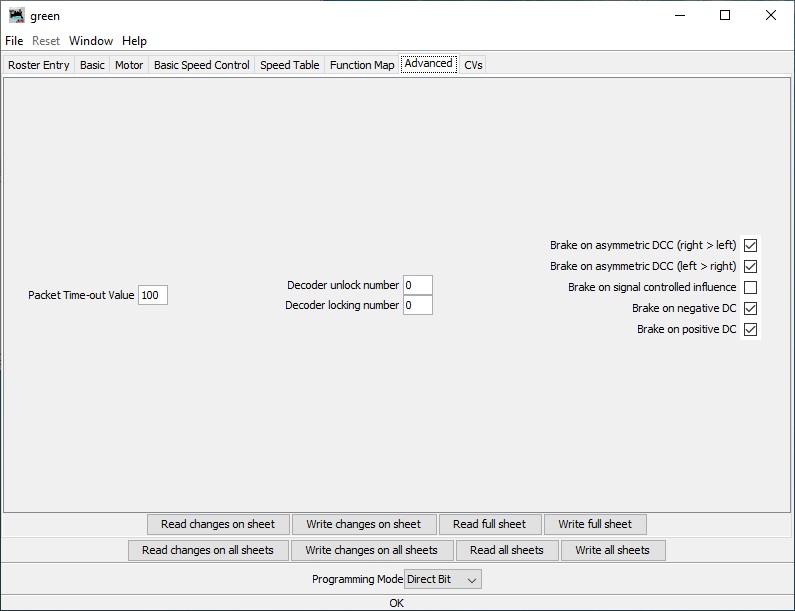 green
File Reset Window Help
Roster Entry Basic Motor Basic Speed Control Speed Table Function Map Advanced CVs
Packet Time-out Value 100
Decoder unlock number 0
Decoder locking number 0
Brake on asymmetric DCC (right > left)
Brake on asymmetric DCC (left > right)
Brake on signal controlled influence
Brake on negative DC
Brake on positive DC
Read changes on sheet Write changes on sheet Read full sheet Write full sheet
Read changes on all sheets Write changes on all sheets Read all sheets Write all sheets
Programming Mode Direct Bit
OK